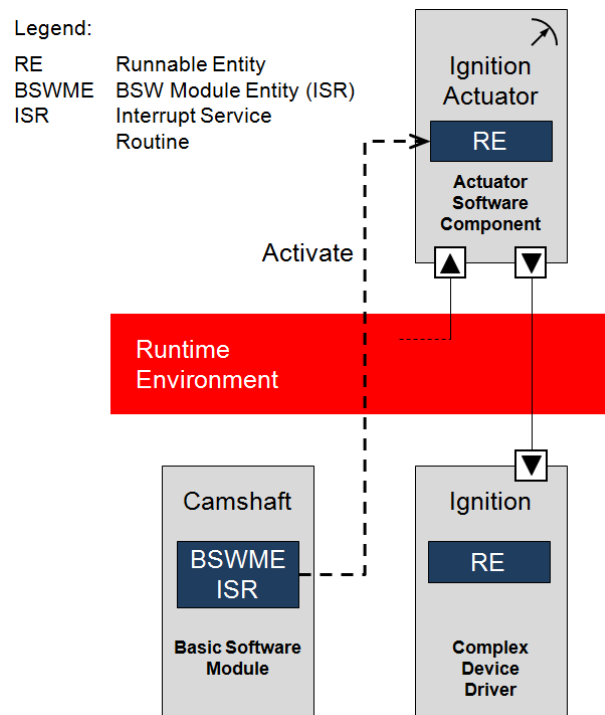 Legend:
RE Runnable Entity
BSWME BSW Module Entity (ISR)
ISR Interrupt Service
Routine
Ignition
Actuator
RE
Actuator
Software
Component
Activate
Runtime
Environment
Camshaft
BSWME
ISR
Basic Software
Module
Ignition
RE
Complex
Device
Driver